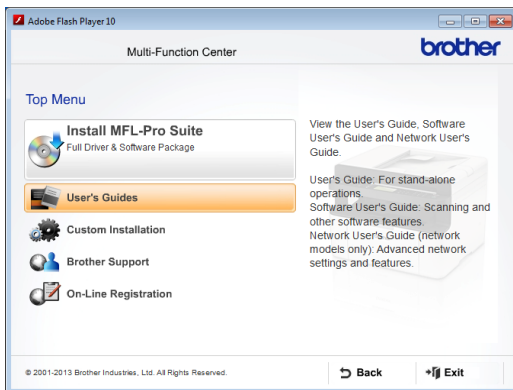 Adobe Flash Player 10
Multi-Function Center
brother
Top Menu
Install MFL-Pro Suite
Full Driver & Software Package
User's Guides
Custom Installation
Brother Support
On-Line Registration
View the User's Guide, Software
User's Guide and Network User's
Guide.
User's Guide: For stand-alone
operations.
Software User's Guide: Scanning and
other software features.
Network User's Guide (network
models only): Advanced network
settings and features.
© 2001-2013 Brother Industries, Ltd. All Rights Reserved.
Back
Exit